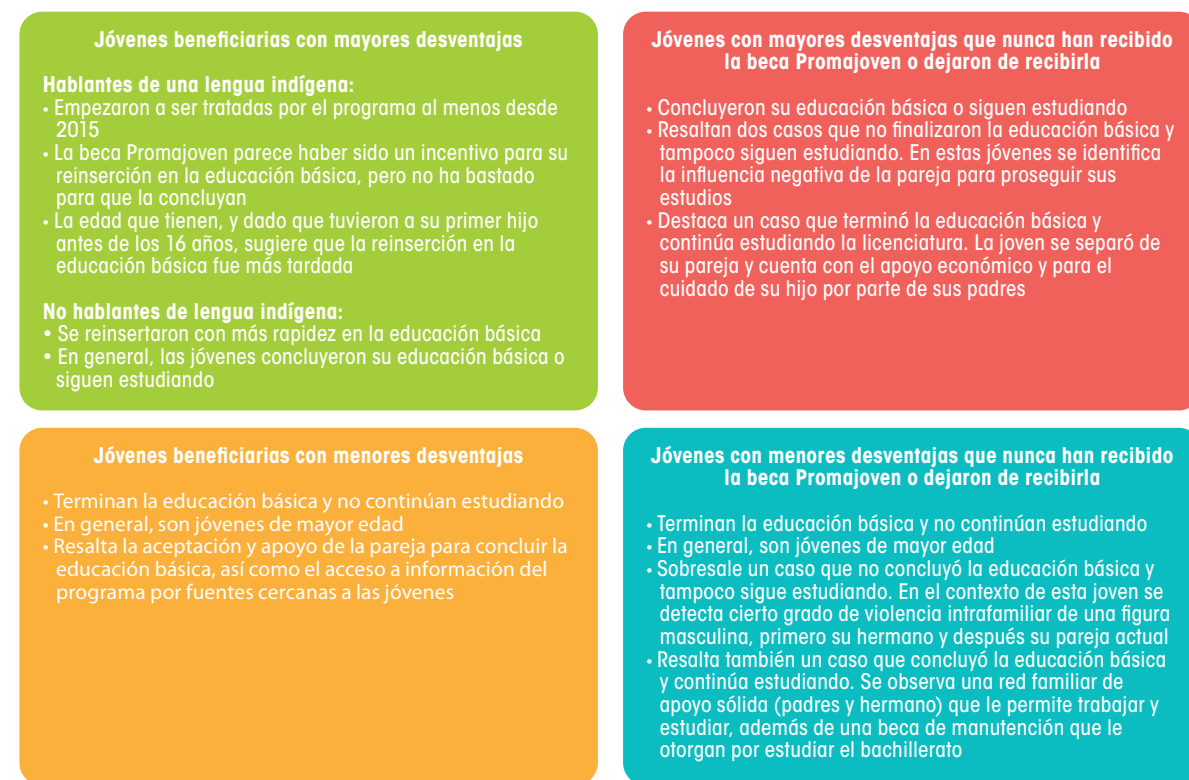 Jóvenes beneficiarias con mayores desventajas
Hablantes de una lengua indígena:
• Empezaron a ser tratadas por el programa al menos desde
2015
• La beca Promajoven parece haber sido un incentivo para su
reinserción en la educación básica, pero no ha bastado
para que la concluyan
• La edad que tienen, y dado que tuvieron a su primer hijo
antes de los 16 años, sugiere que la reinserción en la
educación básica fue más tardada
No hablantes de lengua indígena:
• Se reinsertaron con más rapidez en la educación básica
• En general, las jóvenes concluyeron su educación básica o
siguen estudiando
Jóvenes con mayores desventajas que nunca han recibido
la beca Promajoven o dejaron de recibirla
• Concluyeron su educación básica o siguen estudiando
• Resaltan dos casos que no finalizaron la educación básica y
tampoco siguen estudiando. En estas jóvenes se identifica
la influencia negativa de la pareja para proseguir sus
estudios
• Destaca un caso que terminó la educación básica y
continúa estudiando la licenciatura. La joven se separó de
su pareja y cuenta con el apoyo económico y para el
cuidado de su hijo por parte de sus padres
Jóvenes beneficiarias con menores desventajas
• Terminan la educación básica y no continúan estudiando
• En general, son jóvenes de mayor edad
• Resalta la aceptación y apoyo de la pareja para concluir la
educación básica, así como el acceso a información del
programa por fuentes cercanas a las jóvenes
Jóvenes con menores desventajas que nunca han recibido
la beca Promajoven o dejaron de recibirla
• Terminan la educación básica y no continúan estudiando
• En general, son jóvenes de mayor edad
• Sobresale un caso que no concluyó la educación básica y
tampoco sigue estudiando. En el contexto de esta joven se
detecta cierto grado de violencia intrafamiliar de una figura
masculina, primero su hermano y después su pareja actual
• Resalta también un caso que concluyó la educación básica
y continúa estudiando. Se observa una red familiar de
apoyo sólida (padres y hermano) que le permite trabajar y
estudiar, además de una beca de manutención que le
otorgan por estudiar el bachillerato